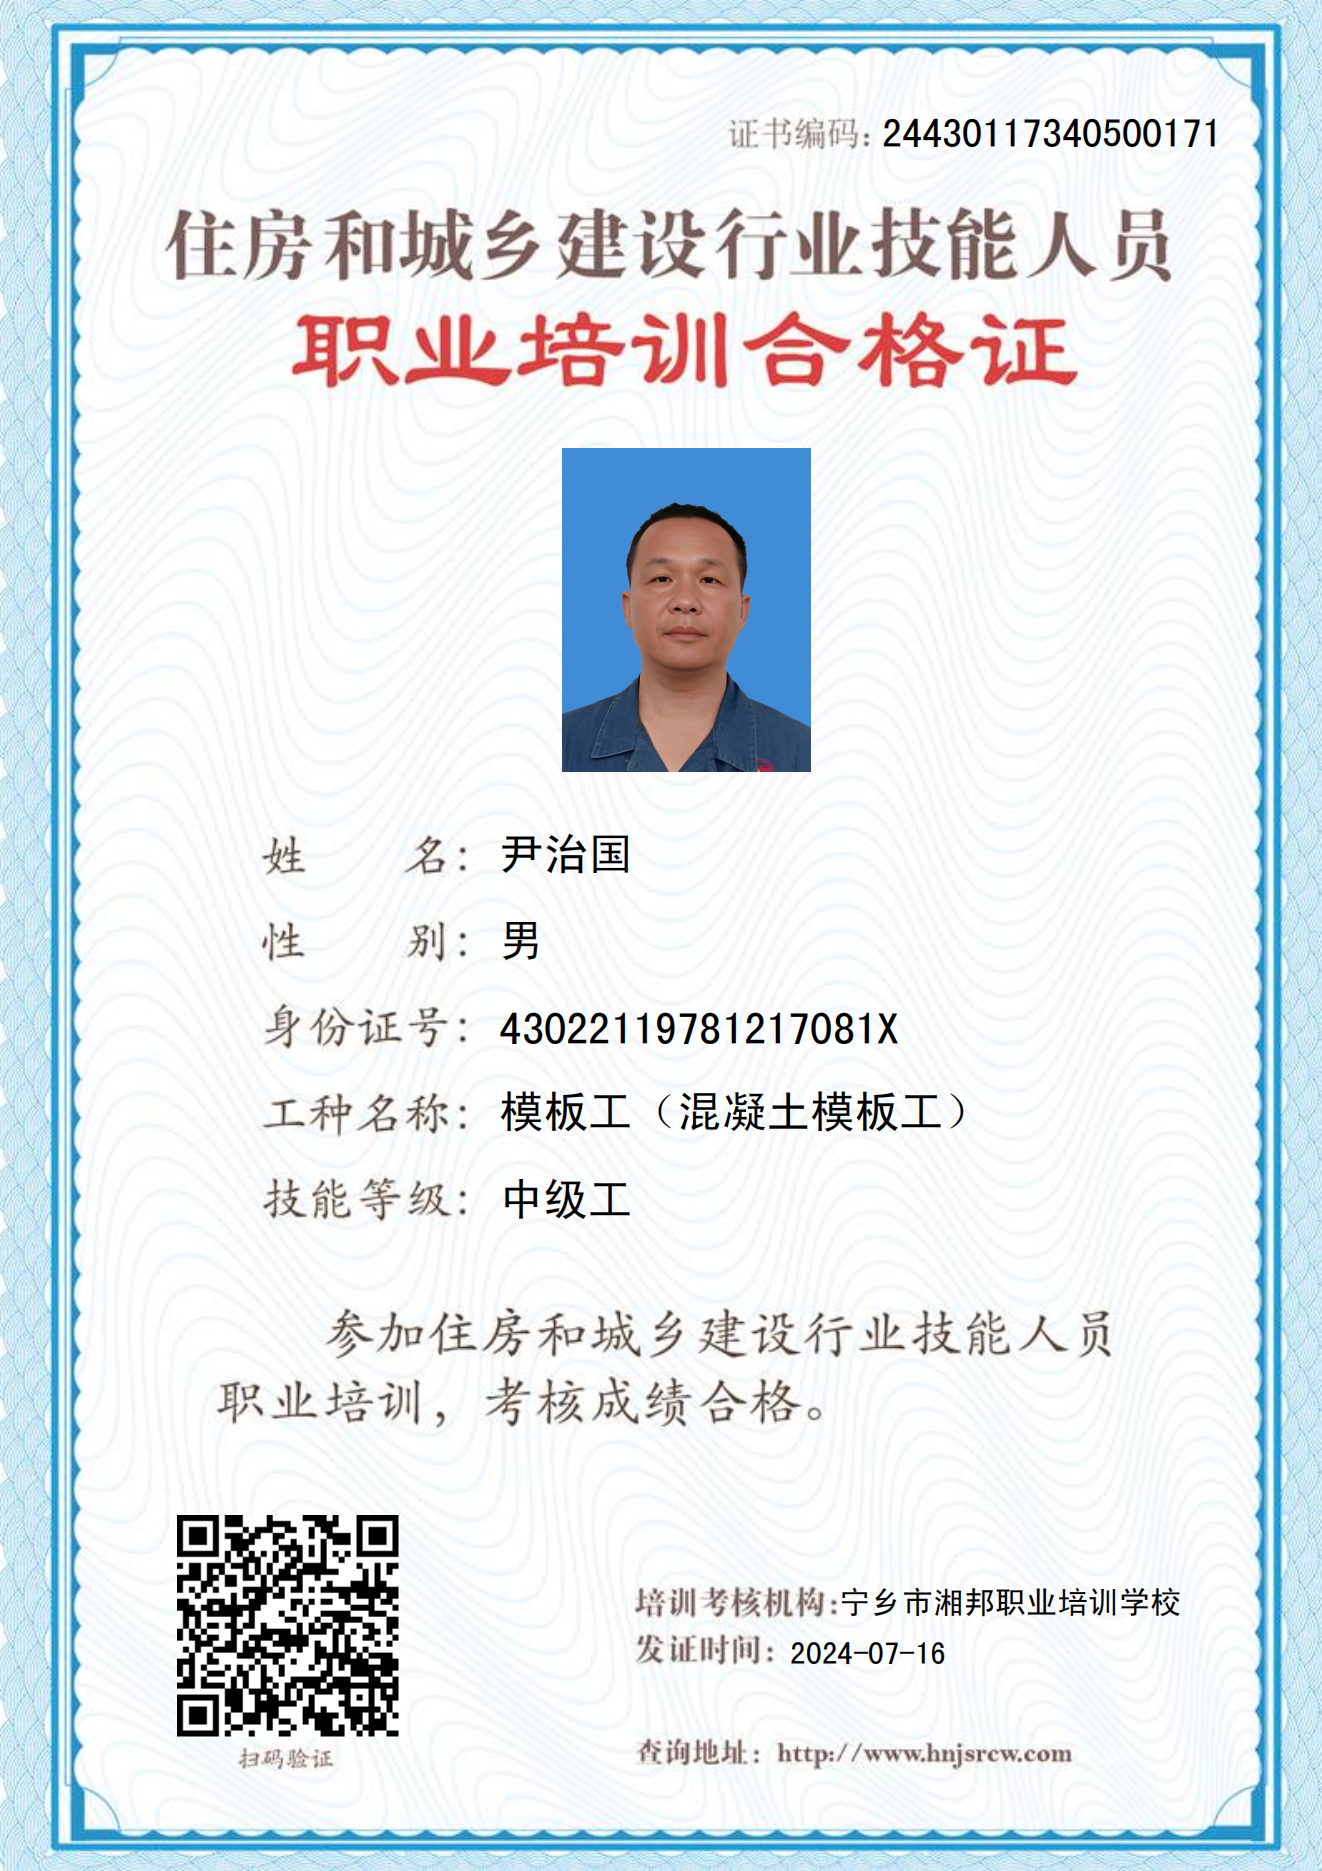 证书编码：24430117340500171
住房和城乡建设行业技能人员
职业培训合格证
姓 名：尹治国
性 别：男
身份证号：43022119781217081X
工种名称：模板工（混凝土模板工）
技能等级：中级工
参加住房和城乡建设行业技能人员
职业培训，考核成绩合格。
培训考核机构:宁乡市湘邦职业培训学校
发证时间：2024-07-16
扫码验证
查询地址：http://www.hnjsrcw.com